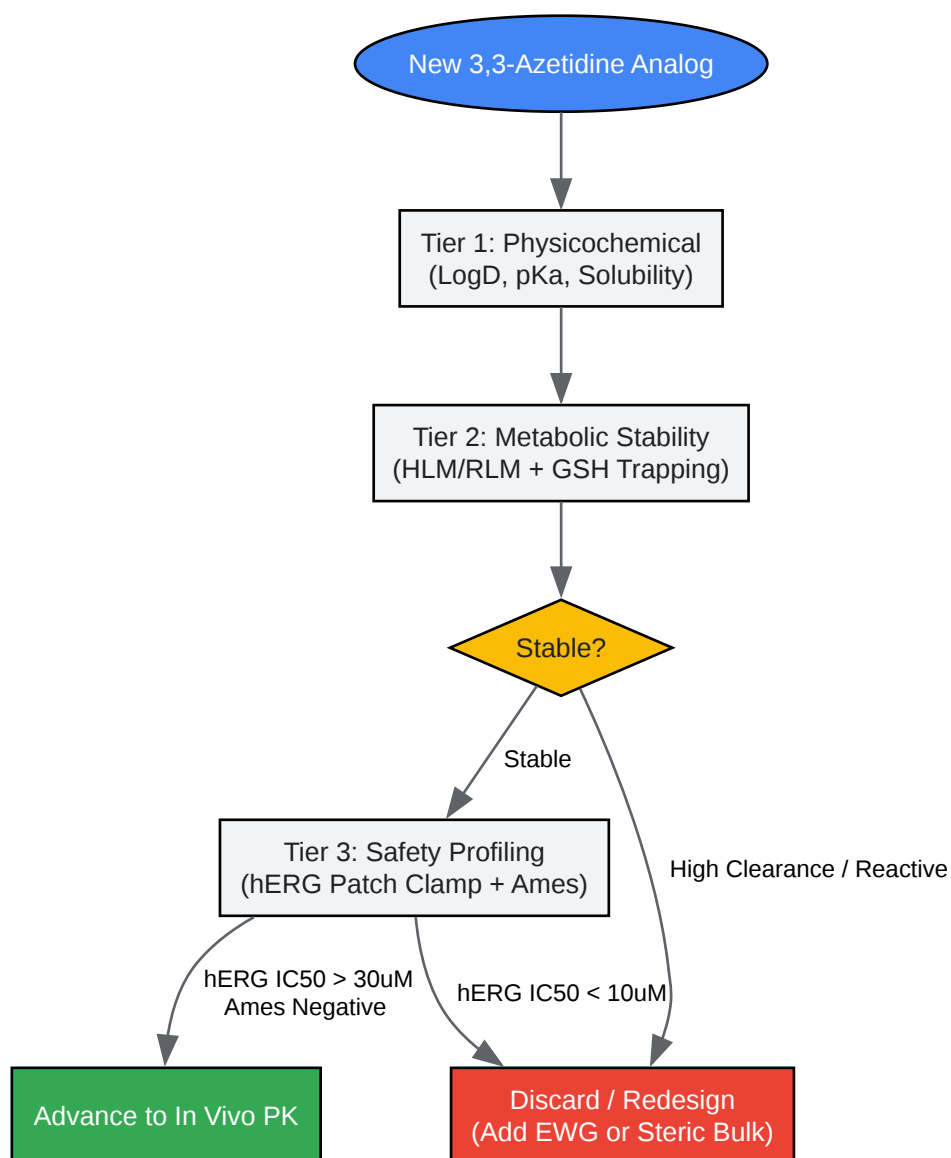 New 3,3-Azetidine Analog
Tier 1: Physicochemical
(LogD, pKa, Solubility)
Tier 2: Metabolic Stability
(HLM/RLM + GSH Trapping)
Stable?
Stable
Tier 3: Safety Profiling
(hERG Patch Clamp + Ames)
High Clearance / Reactive
hERG IC50 > 30uM
Ames Negative
hERG IC50 < 10uM
Advance to In Vivo PK
Discard / Redesign
(Add EWG or Steric Bulk)